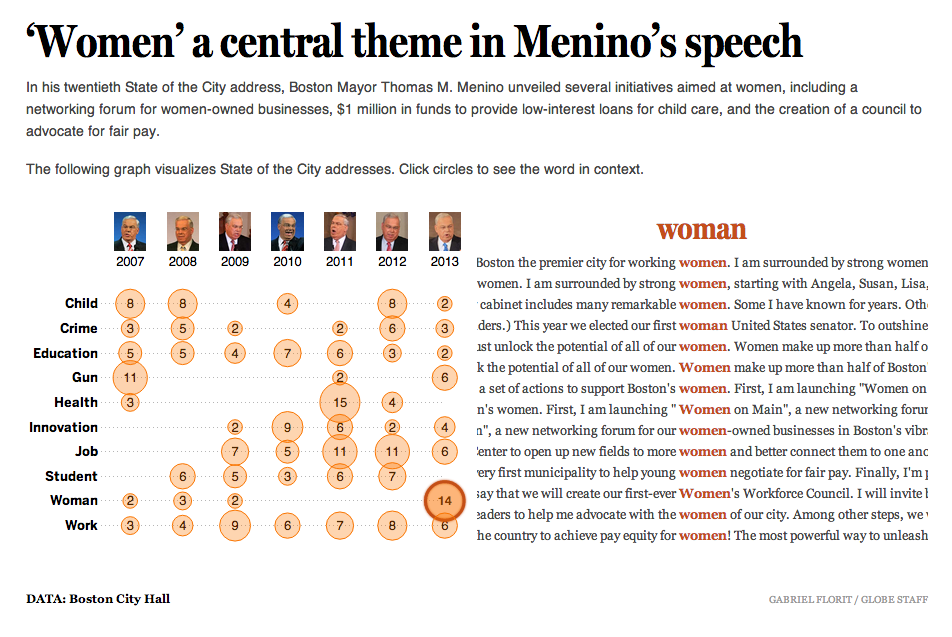 ‘Women’ a central theme in Menino’s speech
In his twentieth State of the City address, Boston Mayor Thomas M. Menino unveiled several initiatives aimed at women, including a
networking forum for women-owned businesses, $1 million in funds to provide low-interest loans for child care, and the creation of a council to
advocate for fair pay.
The following graph visualizes State of the City addresses. Click circles to see the word in context.
2007 2008 2009 2010 2011 2012 2013
Child 8 8 4 8 2
Crime 3 5 2 2 6 3
Education 5 5 4 7 6 3 2
Gun 11 2 6
Health 3 15 4
Innovation 2 9 6 2 4
Job 7 5 11 11 6
Student 6 5 3 6 7
Woman 2 3 2 14
Work 3 4 9 6 7 8 6
woman
Boston the premier city for working women. I am surrounded by strong women
women. I am surrounded by strong women, starting with Angela, Susan, Lisa,
cabinet includes many remarkable women. Some I have known for years. Oth
ders.) This year we elected our first woman United States senator. To outshine
ust unlock the potential of all of our women. Women make up more than half o
k the potential of all of our women. Women make up more than half of Boston'
a set of actions to support Boston's women. First, I am launching "Women on
n's women. First, I am launching "Women on Main", a new networking forum
n", a new networking forum for our women-owned businesses in Boston's vibr
enter to open up new fields to more women and better connect them to one ano
ery first municipality to help young women negotiate for fair pay. Finally, I'm p
say that we will create our first-ever Women's Workforce Council. I will invite b
eaders to help me advocate with the women of our city. Among other steps, we w
he country to achieve pay equity for women! The most powerful way to unleash
DATA: Boston City Hall
GABRIEL FLORIT / GLOBE STAFF